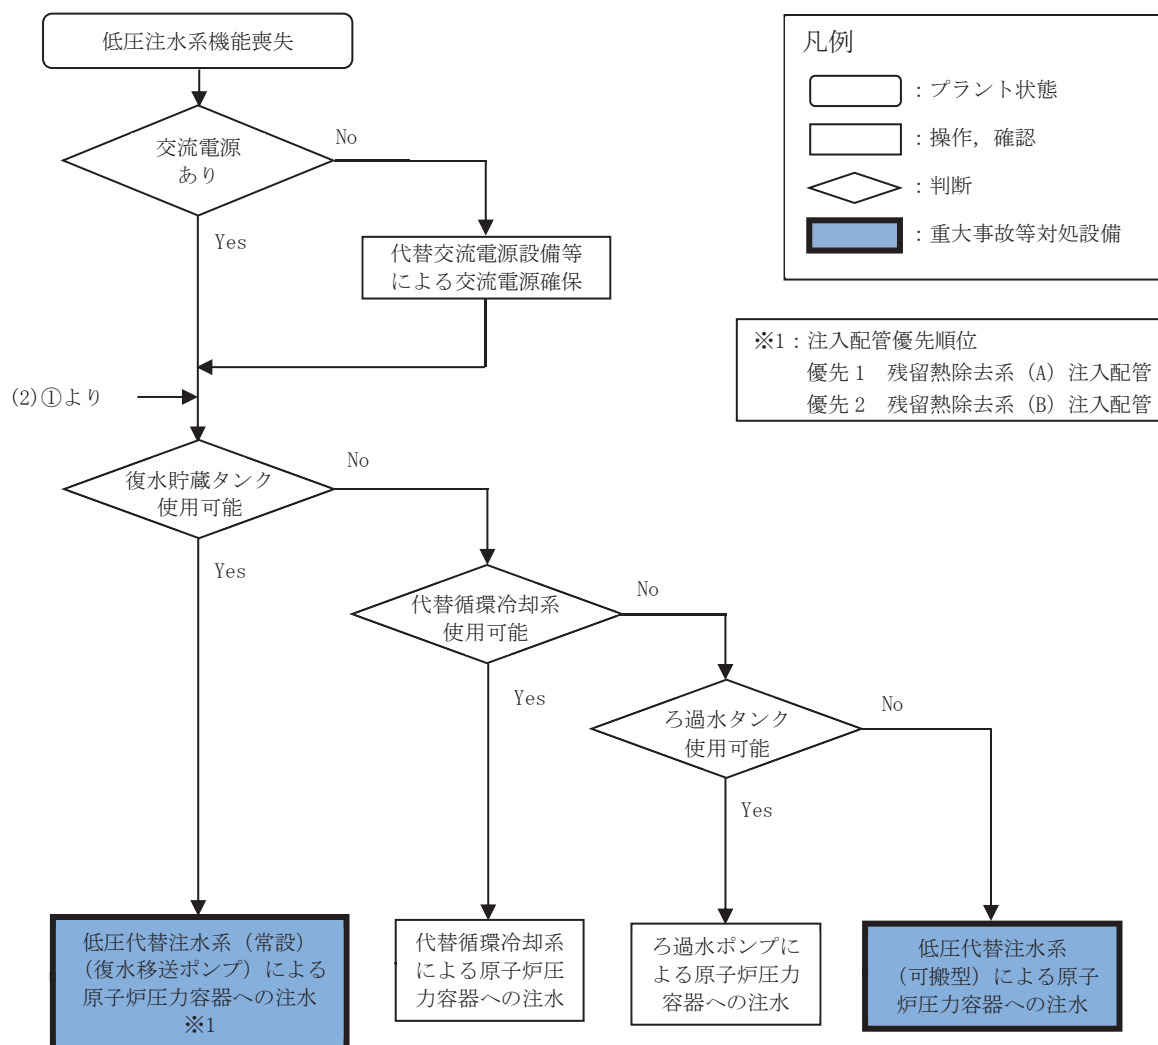 低圧注水系機能喪失
交流電源
あり
No
Yes
代替交流電源設備等
による交流電源確保
(2)①より
復水貯蔵タンク
使用可能
No
Yes
代替循環冷却系
使用可能
No
Yes
ろ過水タンク
使用可能
No
Yes
低圧代替注水系（常設）
（復水移送ポンプ）による
原子炉圧力容器への注水
※1
代替循環冷却系
による原子炉圧
力容器への注水
ろ過水ポンプに
よる原子炉圧力
容器への注水
低圧代替注水系
（可搬型）による原子
炉圧力容器への注水
凡例
：プラント状態
：操作，確認
：判断
：重大事故等対処設備
※1：注入配管優先順位
優先1　残留熱除去系（A）注入配管
優先2　残留熱除去系（B）注入配管